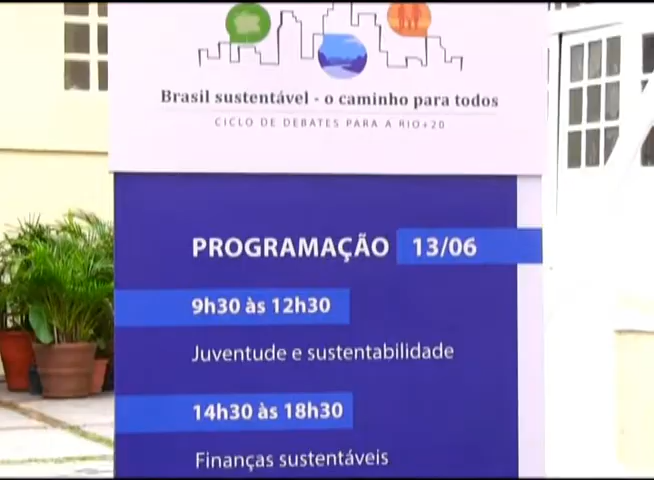 Brasil sustentável - o caminho para todos
CICLO DE DEBATES PARA A RIO+20
PROGRAMAÇÃO 13/06
9h30 às 12h30
Juventude e sustentabilidade
14h30 às 18h30
Finanças sustentáveis